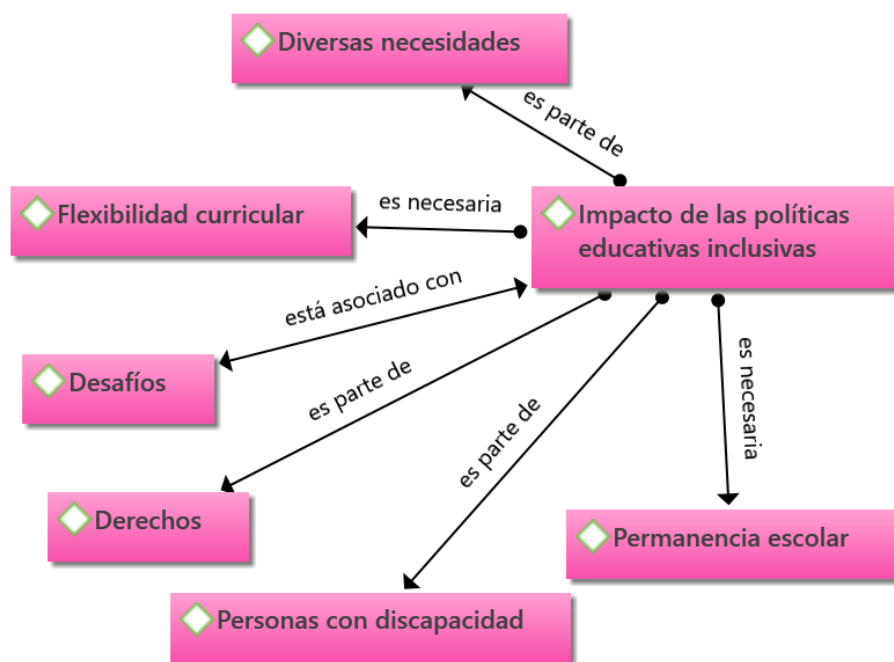 Diversas necesidades
es parte de
Flexibilidad curricular
es necesaria
Impacto de las políticas
educativas inclusivas
está asociado con
Desafíos
es parte de
es parte de
es necesaria
Derechos
Permanencia escolar
Personas con discapacidad